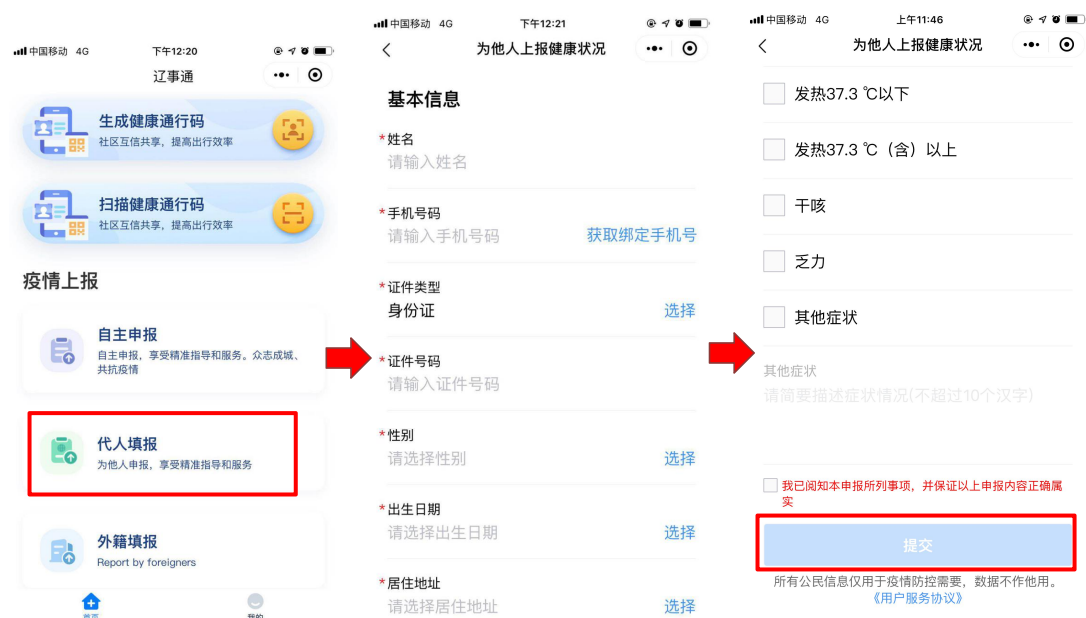 中国移动 4G 下午12:20
辽事通
生成健康通行码
社区互信共享，提高出行效率
扫描健康通行码
社区互信共享，提高出行效率
疫情上报
自主申报
自主申报，享受精准指导和服务。众志成城、
共抗疫情
代人填报
为他人申报，享受精准指导和服务
外籍填报
Report by foreigners
首页 我的
中国移动 4G 下午12:21
为他人上报健康状况
基本信息
*姓名
请输入姓名
*手机号码
请输入手机号码 获取绑定手机号
*证件类型
身份证 选择
*证件号码
请输入证件号码
*性别
请选择性别 选择
*出生日期
请选择出生日期 选择
*居住地址
请选择居住地址 选择
中国移动 4G 上午11:46
为他人上报健康状况
发热37.3 ℃以下
发热37.3 ℃（含）以上
干咳
乏力
其他症状
其他症状
请简要描述症状情况(不超过10个汉字)
我已阅知本申报所列事项，并保证以上申报内容正确属
实
提交
所有公民信息仅用于疫情防控需要，数据不作他用。
《用户服务协议》